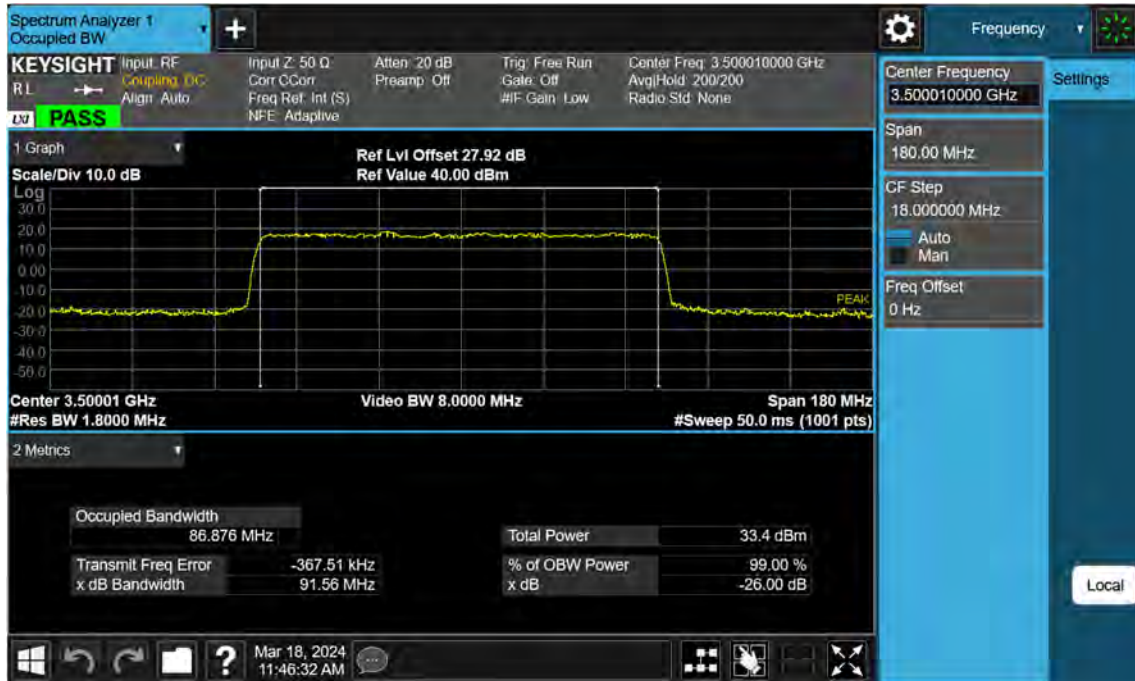 Spectrum Analyzer 1
Occupied BW
+
Frequency
KEYSIGHT Input: RF Input Z: 50 Ω Atten: 20 dB Trig: Free Run Center Freq: 3.500010000 GHz
RL Coupling: DC Corr CCorr Preamp: Off Gate: Off Avg|Hold: 200/200
Align: Auto Freq Ref: Int (S) #IF Gain: Low Radio Std: None
LXI PASS NFE: Adaptive
Center Frequency
3.500010000 GHz
Settings
Span
180.00 MHz
CF Step
18.000000 MHz
Auto
Man
Freq Offset
0 Hz
Local
1 Graph
Ref Lvl Offset 27.92 dB
Scale/Div 10.0 dB Ref Value 40.00 dBm
Log
30.0
20.0
10.0
0.00
-10.0
-20.0
-30.0
-40.0
-50.0
PEAK
Center 3.50001 GHz Video BW 8.0000 MHz Span 180 MHz
#Res BW 1.8000 MHz #Sweep 50.0 ms (1001 pts)
2 Metrics
Occupied Bandwidth
86.876 MHz Total Power 33.4 dBm
Transmit Freq Error -367.51 kHz % of OBW Power 99.00 %
x dB Bandwidth 91.56 MHz x dB -26.00 dB
? Mar 18, 2024
11:46:32 AM